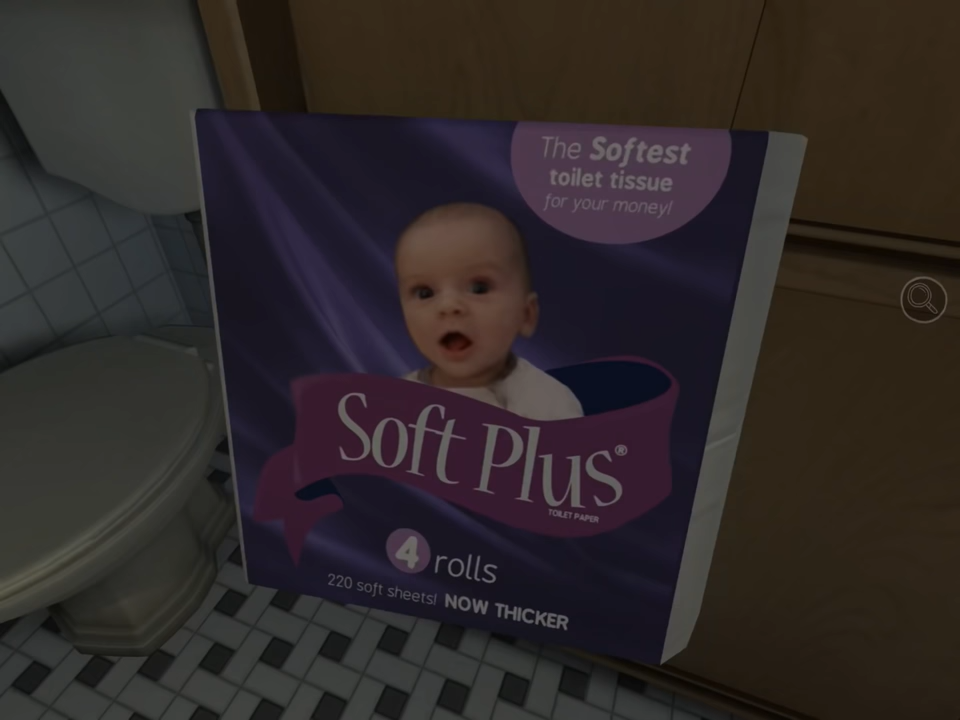 The Softest
toilet tissue
for your money!
Soft Plus®
TOILET PAPER
4 rolls
220 soft sheets! NOW THICKER